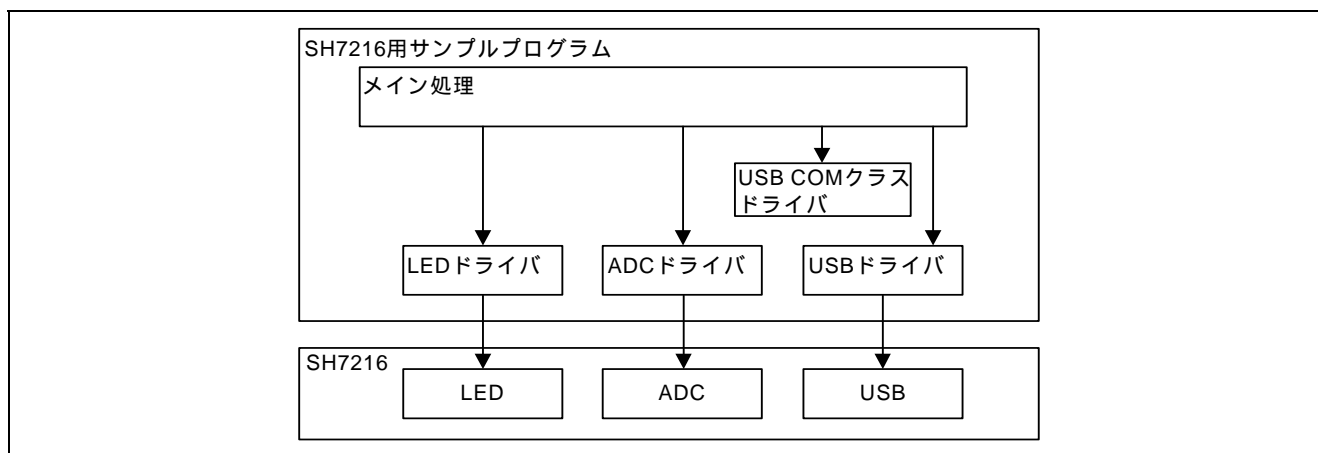 SH7216用サンプルプログラム
メイン処理
USB COMクラス
ドライバ
LEDドライバ
ADCドライバ
USBドライバ
SH7216
LED
ADC
USB